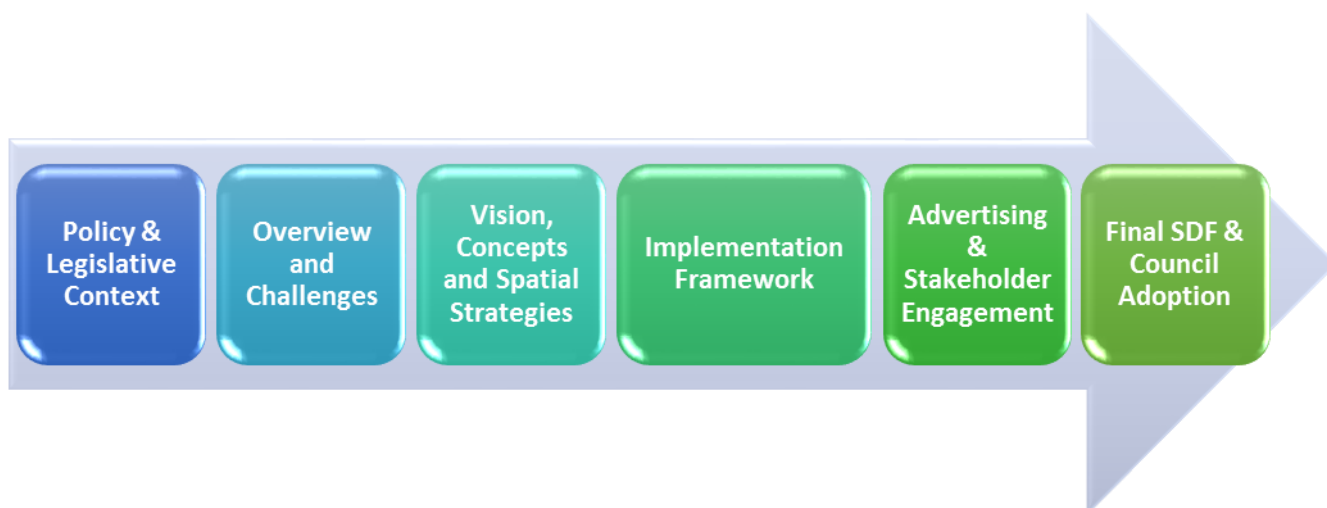 Policy &
Legislative
Context
Overview
and
Challenges
Vision,
Concepts
and Spatial
Strategies
Implementation
Framework
Advertising
&
Stakeholder
Engagement
Final SDF &
Council
Adoption